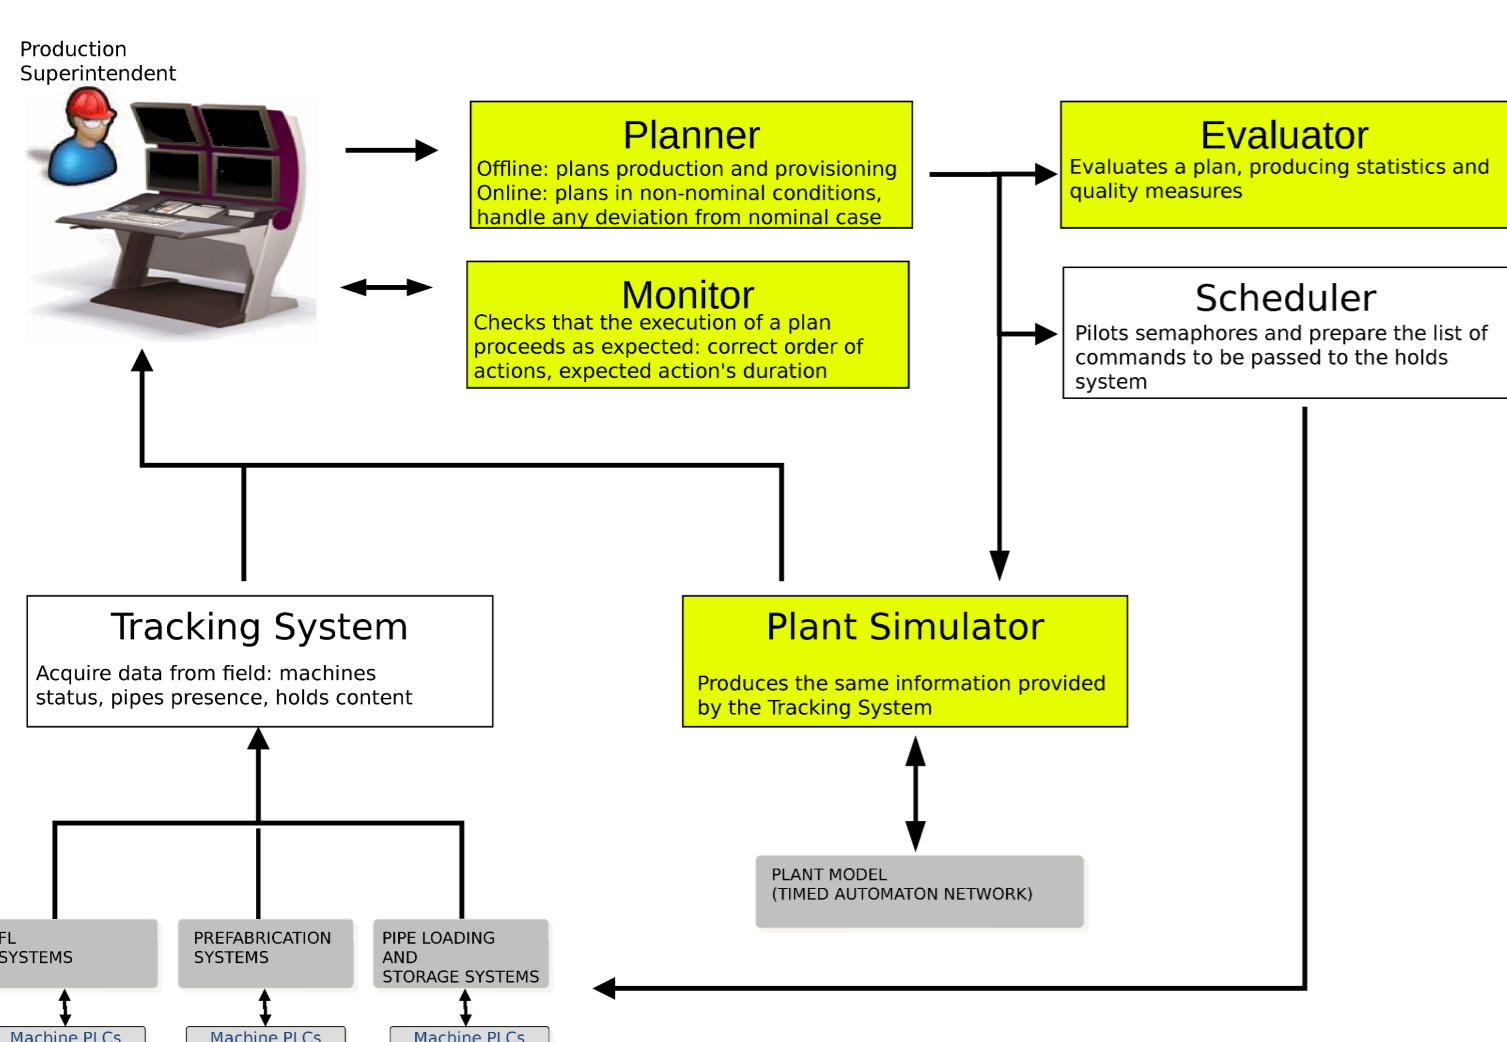 Production
Superintendent
Planner
Offline: plans production and provisioning
Online: plans in non-nominal conditions,
handle any deviation from nominal case
Evaluator
Evaluates a plan, producing statistics and
quality measures
Monitor
Checks that the execution of a plan
proceeds as expected: correct order of
actions, expected action's duration
Scheduler
Pilots semaphores and prepare the list of
commands to be passed to the holds
system
Tracking System
Acquire data from field: machines
status, pipes presence, holds content
Plant Simulator
Produces the same information provided
by the Tracking System
PLANT MODEL
(TIMED AUTOMATON NETWORK)
FL
SYSTEMS
PREFABRICATION
SYSTEMS
PIPE LOADING
AND
STORAGE SYSTEMS
Machine PLCs
Machine PLCs
Machine PLCs